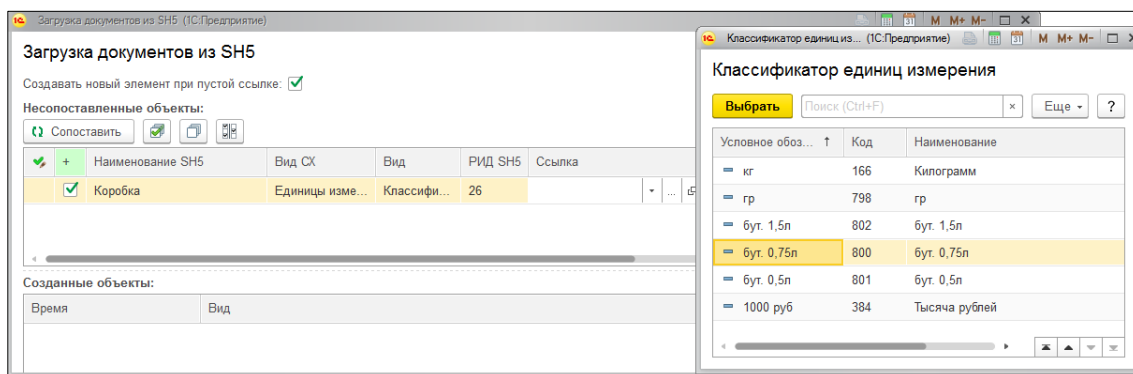 Загрузка документов из SH5 (1С:Предприятие)
M M+ M-
Загрузка документов из SH5
Создавать новый элемент при пустой ссылке:
Несопоставленные объекты:
Сопоставить
+ Наименование SH5 Вид СХ Вид РИД SH5 Ссылка
Коробка Единицы изме... Классифи... 26 ...
Созданные объекты:
Время Вид
Классификатор единиц из... (1С:Предприятие) 31 M M+ M-
Классификатор единиц измерения
Выбрать Поиск (Ctrl+F) × Еще ?
Условное обоз... ↑ Код Наименование
кг 166 Килограмм
гр 798 гр
бут. 1,5л 802 бут. 1,5л
бут. 0,75л 800 бут. 0,75л
бут. 0,5л 801 бут. 0,5л
1000 руб 384 Тысяча рублей